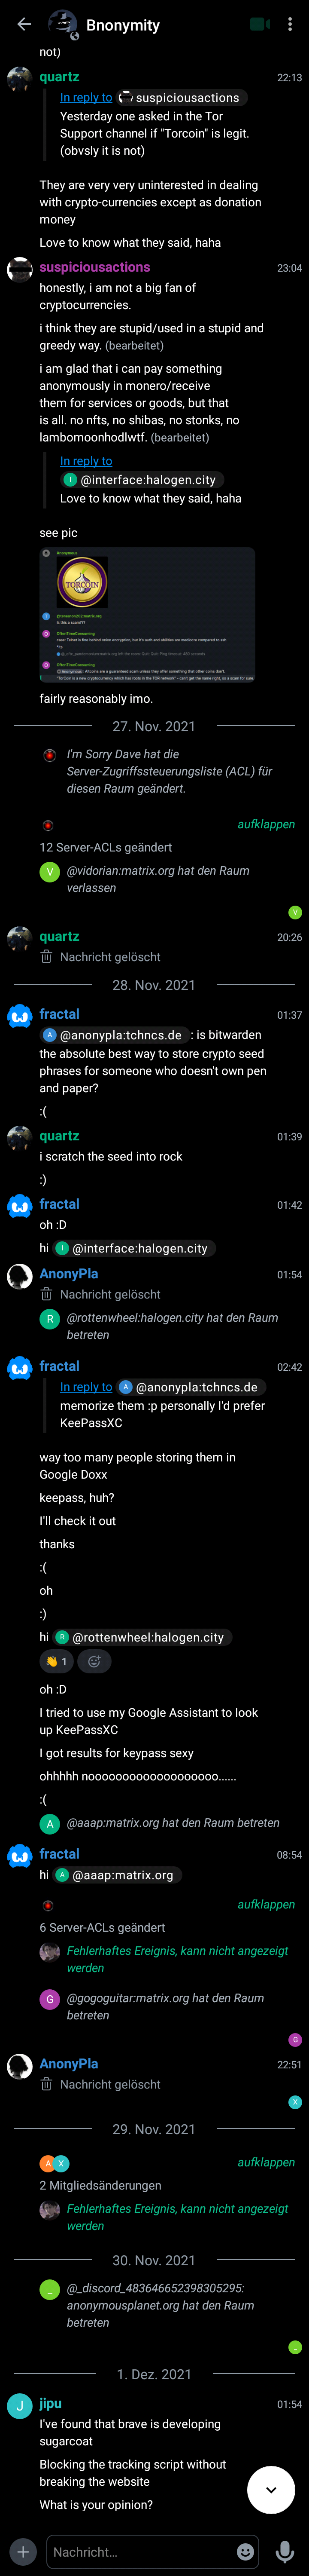 Bnonymity
not)
quartz
22:13
In reply to suspiciousactions
Yesterday one asked in the Tor
Support channel if "Torcoin" is legit.
(obvsly it is not)
They are very very uninterested in dealing
with crypto-currencies except as donation
money
Love to know what they said, haha
suspiciousactions
23:04
honestly, i am not a big fan of
cryptocurrencies.
i think they are stupid/used in a stupid and
greedy way. (bearbeitet)
i am glad that i can pay something
anonymously in monero/receive
them for services or goods, but that
is all. no nfts, no shibas, no stonks, no
lambomoonhodlwtf. (bearbeitet)
In reply to
I @interface:halogen.city
Love to know what they said, haha
see pic
Anonymous
TORCOIN
Is this a scam???
OftenTimeConsuming
OftenTimeConsuming
fairly reasonably imo.
27. Nov. 2021
I'm Sorry Dave hat die
Server-Zugriffssteuerungsliste (ACL) für
diesen Raum geändert.
aufklappen
12 Server-ACLs geändert
V @vidorian:matrix.org hat den Raum
verlassen
V
quartz
20:26
Nachricht gelöscht
28. Nov. 2021
fractal
01:37
A @anonypla:tchncs.de : is bitwarden
the absolute best way to store crypto seed
phrases for someone who doesn't own pen
and paper?
:(
quartz
01:39
i scratch the seed into rock
:)
fractal
01:42
oh :D
hi I @interface:halogen.city
AnonyPla
01:54
Nachricht gelöscht
R @rottenwheel:halogen.city hat den Raum
betreten
fractal
02:42
In reply to A @anonypla:tchncs.de
memorize them :p personally I'd prefer
KeePassXC
way too many people storing them in
Google Doxx
keepass, huh?
I'll check it out
thanks
:(
oh
:)
hi R @rottenwheel:halogen.city
👏 1
oh :D
I tried to use my Google Assistant to look
up KeePassXC
I got results for keypass sexy
ohhhhh nooooooooooooooooooo......
:(
A @aaap:matrix.org hat den Raum betreten
fractal
08:54
hi A @aaap:matrix.org
aufklappen
6 Server-ACLs geändert
Fehlerhaftes Ereignis, kann nicht angezeigt
werden
G @gogoguitar:matrix.org hat den Raum
betreten
G
AnonyPla
22:51
Nachricht gelöscht
X
29. Nov. 2021
A X
aufklappen
2 Mitgliedsänderungen
Fehlerhaftes Ereignis, kann nicht angezeigt
werden
30. Nov. 2021
_ @_discord_483646652398305295:
anonymousplanet.org hat den Raum
betreten
_
1. Dez. 2021
J jipu
01:54
I've found that brave is developing
sugarcoat
Blocking the tracking script without
breaking the website
What is your opinion?
Nachricht...